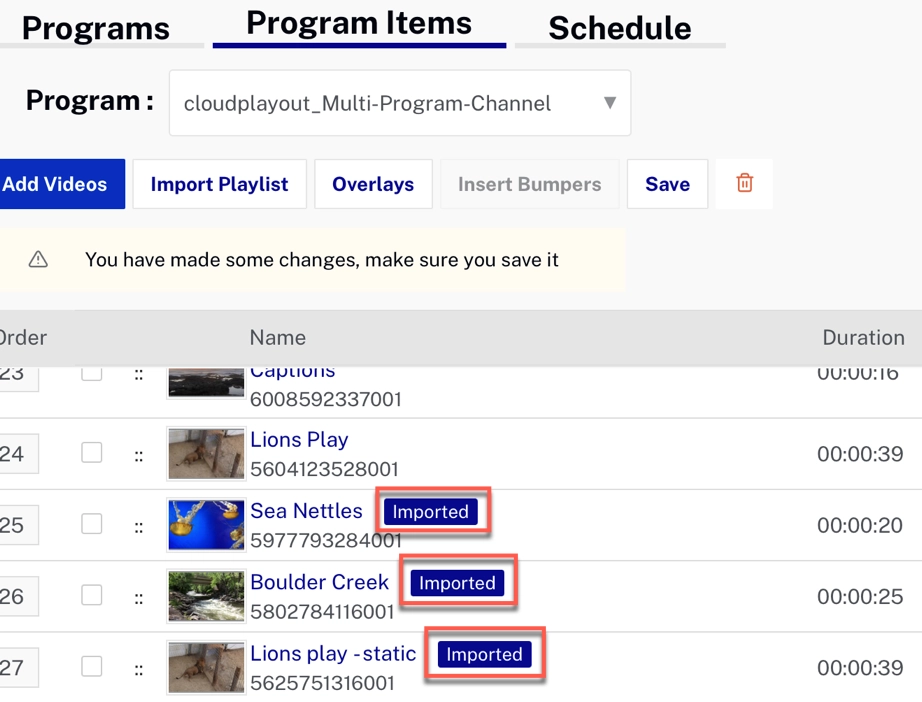 Programs Program Items Schedule
Program : cloudplayout_Multi-Program-Channel
Add Videos Import Playlist Overlays Insert Bumpers Save
You have made some changes, make sure you save it
Order Name Duration
23 Captions 00:00:16
6008592337001
24 Lions Play 00:00:39
5604123528001
25 Sea Nettles Imported 00:00:20
5977793284001
26 Boulder Creek Imported 00:00:25
5802784116001
27 Lions play - static Imported 00:00:39
5625751316001